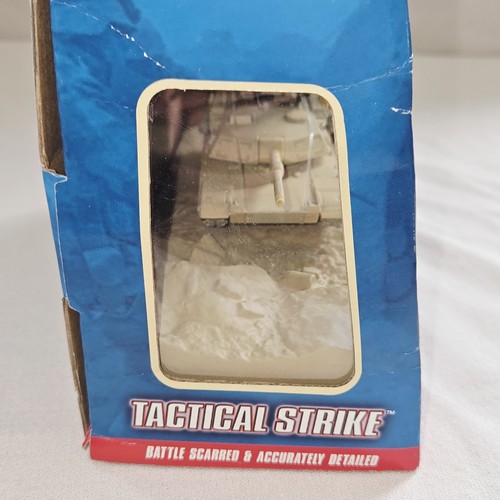 TACTICAL STRIKE™
BATTLE SCARRED & ACCURATELY DETAILED